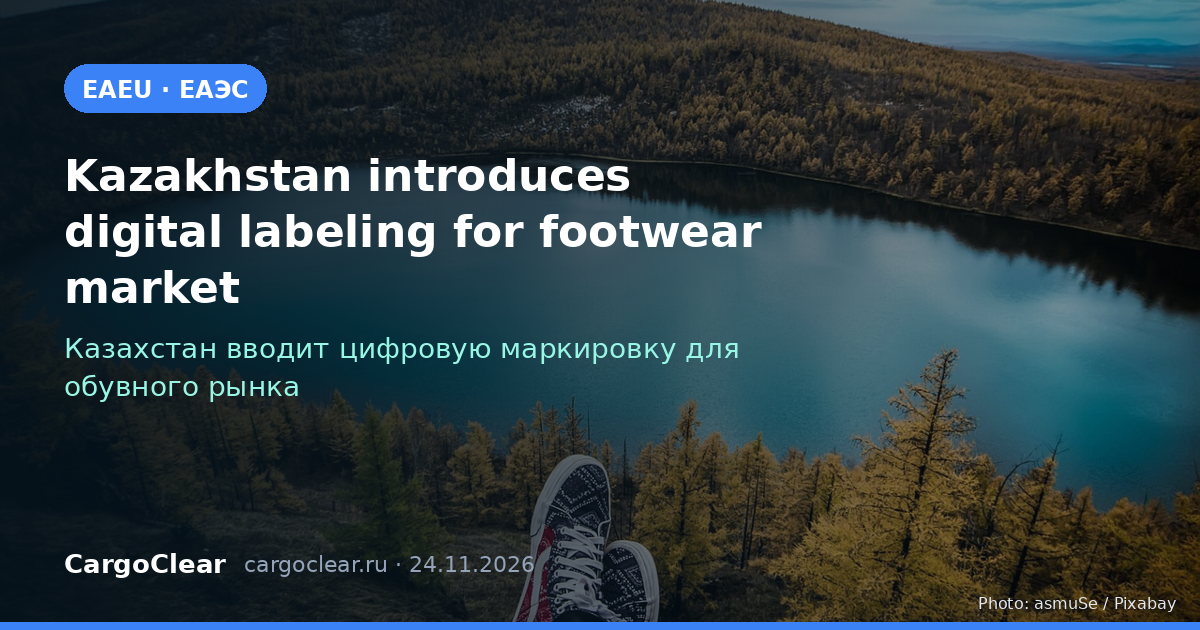 EAEU · ЕАЭС
Kazakhstan introduces
digital labeling for footwear
market
Казахстан вводит цифровую маркировку для
обувного рынка
CargoClear cargoclear.ru · 24.11.2026
Photo: asmuSe / Pixabay